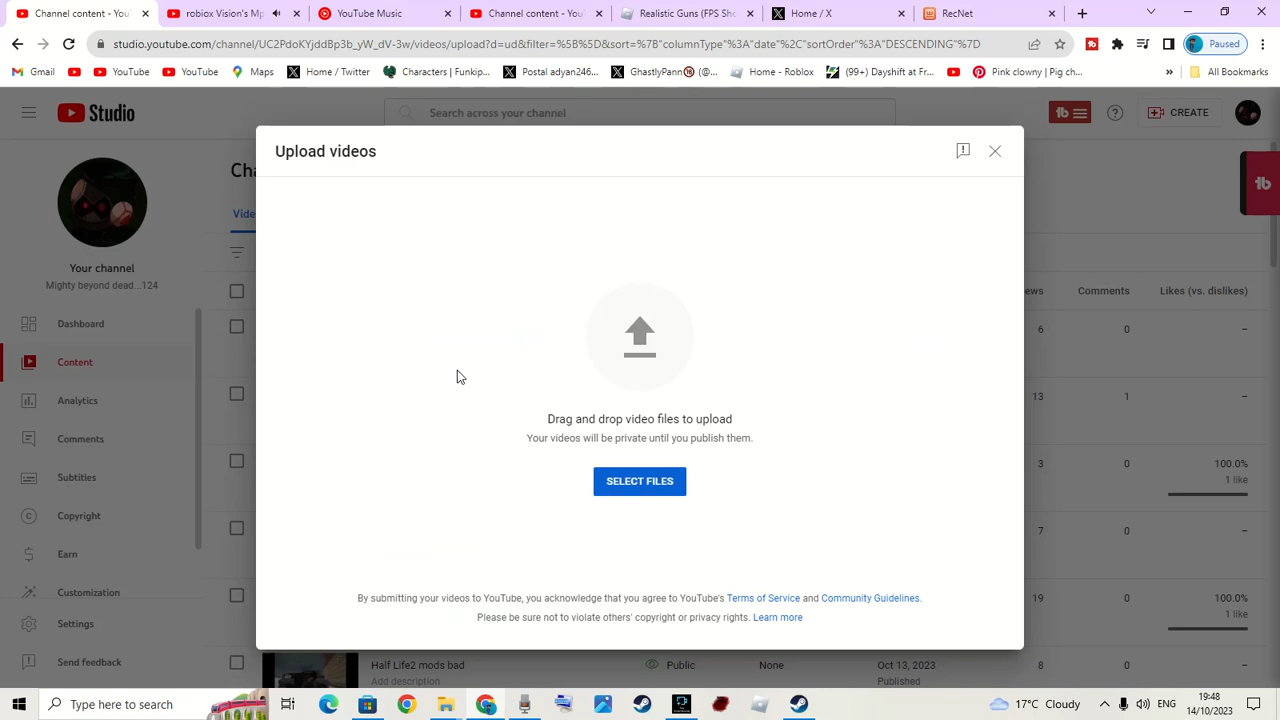 Channel content - Y
robiox Vision's M
YouTube Music
Channel content - You
Realistic Guns (FPS Sh
Home / X
RecNet
studio.youtube.com/channel/UC2PdoKYjddBp3b_yW_dV-3w/videos/upload?d=ud&filter=%5B%5D&sort=%7B"columnType"%3A"date"%2C"sortOrder"%3A"DESCENDING"%7D
Paused
Gmail
YouTube
YouTube
Maps
Home / Twitter
Characters | Funkip...
Postal adyan246...
GhastlyPann🔞 (@...
Home - Roblox
(99+) Dayshift at Fr...
Pink clowny | Pig ch...
»
All Bookmarks
Studio
Search across your channel
CREATE
Upload videos
Cha
Vide
Your channel
Mighty beyond dead...124
Dashboard
Content
Analytics
Comments
Subtitles
Copyright
Earn
Customization
Settings
Send feedback
Drag and drop video files to upload
Your videos will be private until you publish them.
SELECT FILES
By submitting your videos to YouTube, you acknowledge that you agree to YouTube's Terms of Service and Community Guidelines.
Please be sure not to violate others' copyright or privacy rights. Learn more
ews Comments Likes (vs. dislikes)
6 0 –
13 1 –
3 0 100.0%
1 like
7 0 –
19 0 100.0%
1 like
Half Life2 mods bad Public None Oct 13, 2023 8 0 –
Add description Published
Type here to search
17°C Cloudy
ENG
19:48
14/10/2023